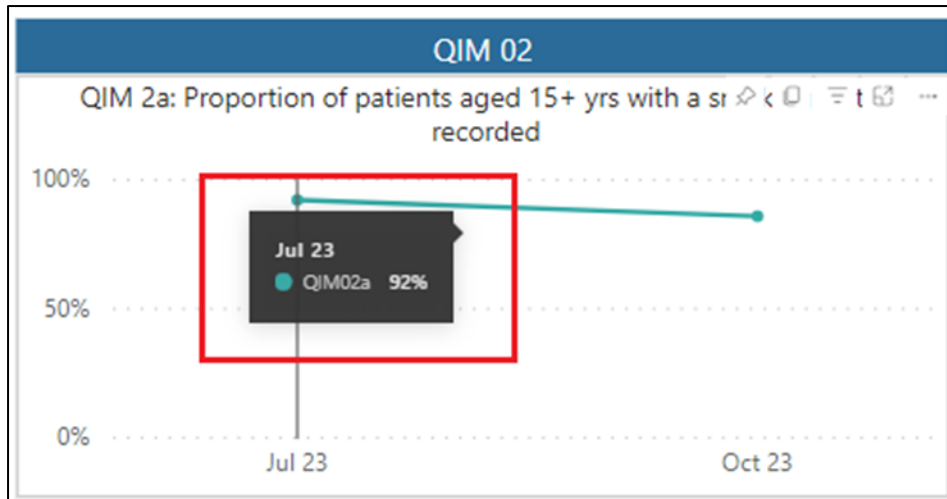 QIM 02
QIM 2a: Proportion of patients aged 15+ yrs with a
recorded
100%
Jul 23
QIM02a 92%
50%
0%
Jul 23 Oct 23